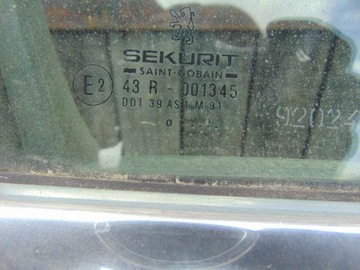 SEKURIT
SAINT-GOBAIN
E2
43 R - 001345
DOT 39 AS1 M 91
92024